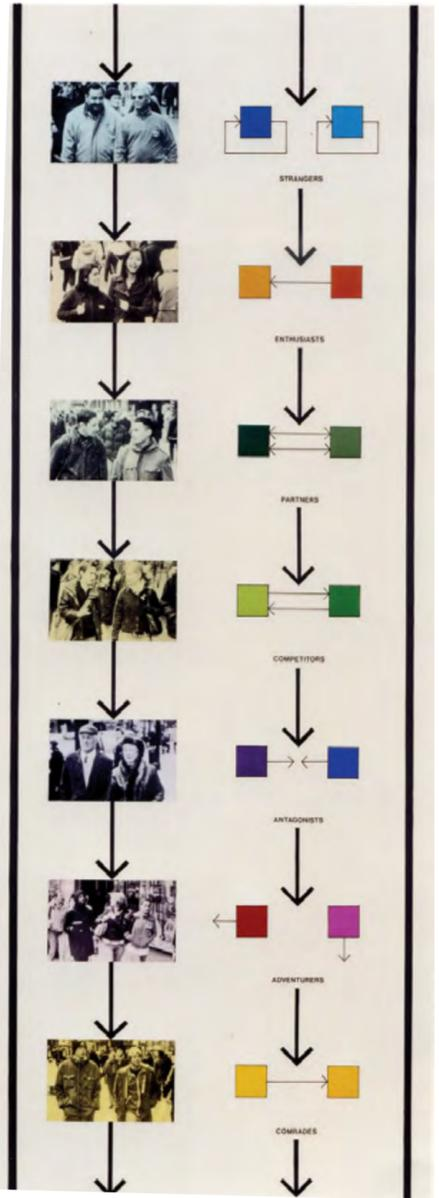 STRANGERS
ENTHUSIASTS
PARTNERS
COMPETITORS
ANTAGONISTS
ADVENTURERS
COMRADES